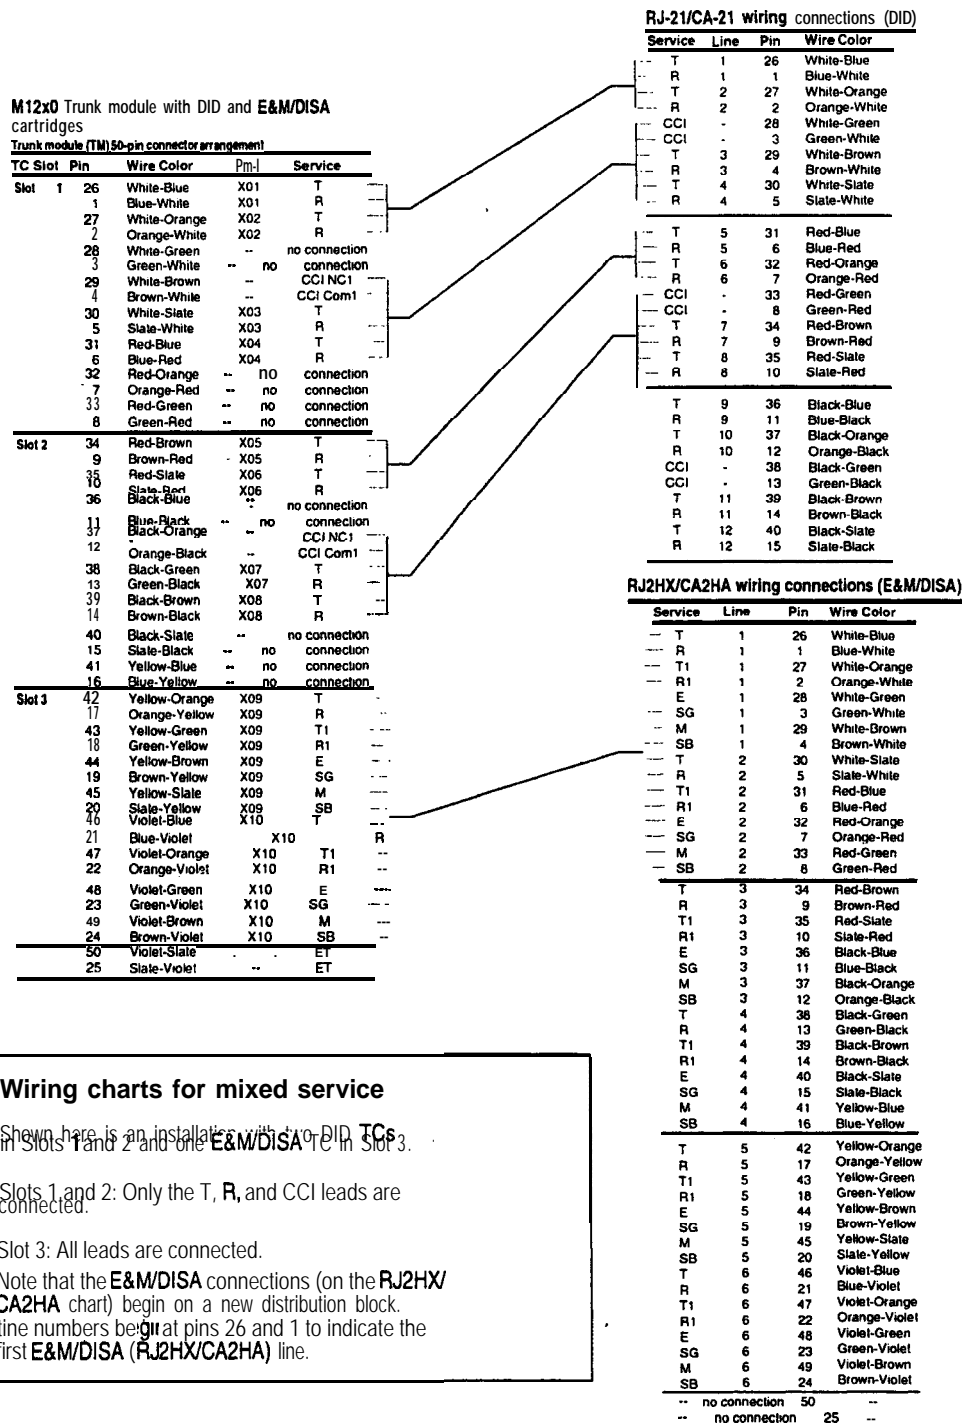 M12x0 Trunk module with DID and E&M/DISA
cartridges
Trunk module (TM) 50-pin connector arrangement
TC Slot Pin Wire Color Pm-I Service
Slot 1 26 White-Blue X01 T
1 Blue-White X01 R
27 White-Orange X02 T
2 Orange-White X02 R
28 White-Green -- no connection
3 Green-White -- no connection
29 White-Brown -- CCI NC1
4 Brown-White -- CCI Com1
30 White-Slate X03 T
5 Slate-White X03 R
31 Red-Blue X04 T
6 Blue-Red X04 R
32 Red-Orange -- no connection
7 Orange-Red -- no connection
33 Red-Green -- no connection
8 Green-Red -- no connection
Slot 2 34 Red-Brown X05 T
9 Brown-Red X05 R
35 Red-Slate X06 T
10 Slate-Red X06 R
36 Black-Blue -- no connection
11 Blue-Black -- no connection
37 Black-Orange -- CCI NC1
12 Orange-Black -- CCI Com1
38 Black-Green X07 T
13 Green-Black X07 R
39 Black-Brown X08 T
14 Brown-Black X08 R
40 Black-Slate -- no connection
15 Slate-Black -- no connection
41 Yellow-Blue -- no connection
16 Blue-Yellow -- no connection
Slot 3 42 Yellow-Orange X09 T
17 Orange-Yellow X09 R
43 Yellow-Green X09 T1
18 Green-Yellow X09 R1
44 Yellow-Brown X09 E
19 Brown-Yellow X09 SG
45 Yellow-Slate X09 M
20 Slate-Yellow X09 SB
46 Violet-Blue X10 T
21 Blue-Violet X10 R
47 Violet-Orange X10 T1
22 Orange-Violet X10 R1
48 Violet-Green X10 E
23 Green-Violet X10 SG
49 Violet-Brown X10 M
24 Brown-Violet X10 SB
50 Violet-Slate . . ET
25 Slate-Violet -- ET
Wiring charts for mixed service
Shown here is an installation with two DID TCs
in Slots 1 and 2 and one E&M/DISA TC in Slot 3.
Slots 1 and 2: Only the T, R, and CCI leads are
connected.
Slot 3: All leads are connected.
Note that the E&M/DISA connections (on the RJ2HX/
CA2HA chart) begin on a new distribution block.
tine numbers begin at pins 26 and 1 to indicate the
first E&M/DISA (RJ2HX/CA2HA) line.
RJ-21/CA-21 wiring connections (DID)
Service Line Pin Wire Color
T 1 26 White-Blue
R 1 1 Blue-White
T 2 27 White-Orange
R 2 2 Orange-White
CCI - 28 White-Green
CCI - 3 Green-White
T 3 29 White-Brown
R 3 4 Brown-White
T 4 30 White-Slate
R 4 5 Slate-White
T 5 31 Red-Blue
R 5 6 Blue-Red
T 6 32 Red-Orange
R 6 7 Orange-Red
CCI - 33 Red-Green
CCI - 8 Green-Red
T 7 34 Red-Brown
R 7 9 Brown-Red
T 8 35 Red-Slate
R 8 10 Slate-Red
T 9 36 Black-Blue
R 9 11 Blue-Black
T 10 37 Black-Orange
R 10 12 Orange-Black
CCI - 38 Black-Green
CCI - 13 Green-Black
T 11 39 Black-Brown
R 11 14 Brown-Black
T 12 40 Black-Slate
R 12 15 Slate-Black
RJ2HX/CA2HA wiring connections (E&M/DISA)
Service Line Pin Wire Color
T 1 26 White-Blue
R 1 1 Blue-White
T1 1 27 White-Orange
R1 1 2 Orange-White
E 1 28 White-Green
SG 1 3 Green-White
M 1 29 White-Brown
SB 1 4 Brown-White
T 2 30 White-Slate
R 2 5 Slate-White
T1 2 31 Red-Blue
R1 2 6 Blue-Red
E 2 32 Red-Orange
SG 2 7 Orange-Red
M 2 33 Red-Green
SB 2 8 Green-Red
T 3 34 Red-Brown
R 3 9 Brown-Red
T1 3 35 Red-Slate
R1 3 10 Slate-Red
E 3 36 Black-Blue
SG 3 11 Blue-Black
M 3 37 Black-Orange
SB 3 12 Orange-Black
T 4 38 Black-Green
R 4 13 Green-Black
T1 4 39 Black-Brown
R1 4 14 Brown-Black
E 4 40 Black-Slate
SG 4 15 Slate-Black
M 4 41 Yellow-Blue
SB 4 16 Blue-Yellow
T 5 42 Yellow-Orange
R 5 17 Orange-Yellow
T1 5 43 Yellow-Green
R1 5 18 Green-Yellow
E 5 44 Yellow-Brown
SG 5 19 Brown-Yellow
M 5 45 Yellow-Slate
SB 5 20 Slate-Yellow
T 6 46 Violet-Blue
R 6 21 Blue-Violet
T1 6 47 Violet-Orange
R1 6 22 Orange-Violet
E 6 48 Violet-Green
SG 6 23 Green-Violet
M 6 49 Violet-Brown
SB 6 24 Brown-Violet
-- no connection 50 --
-- no connection 25 --